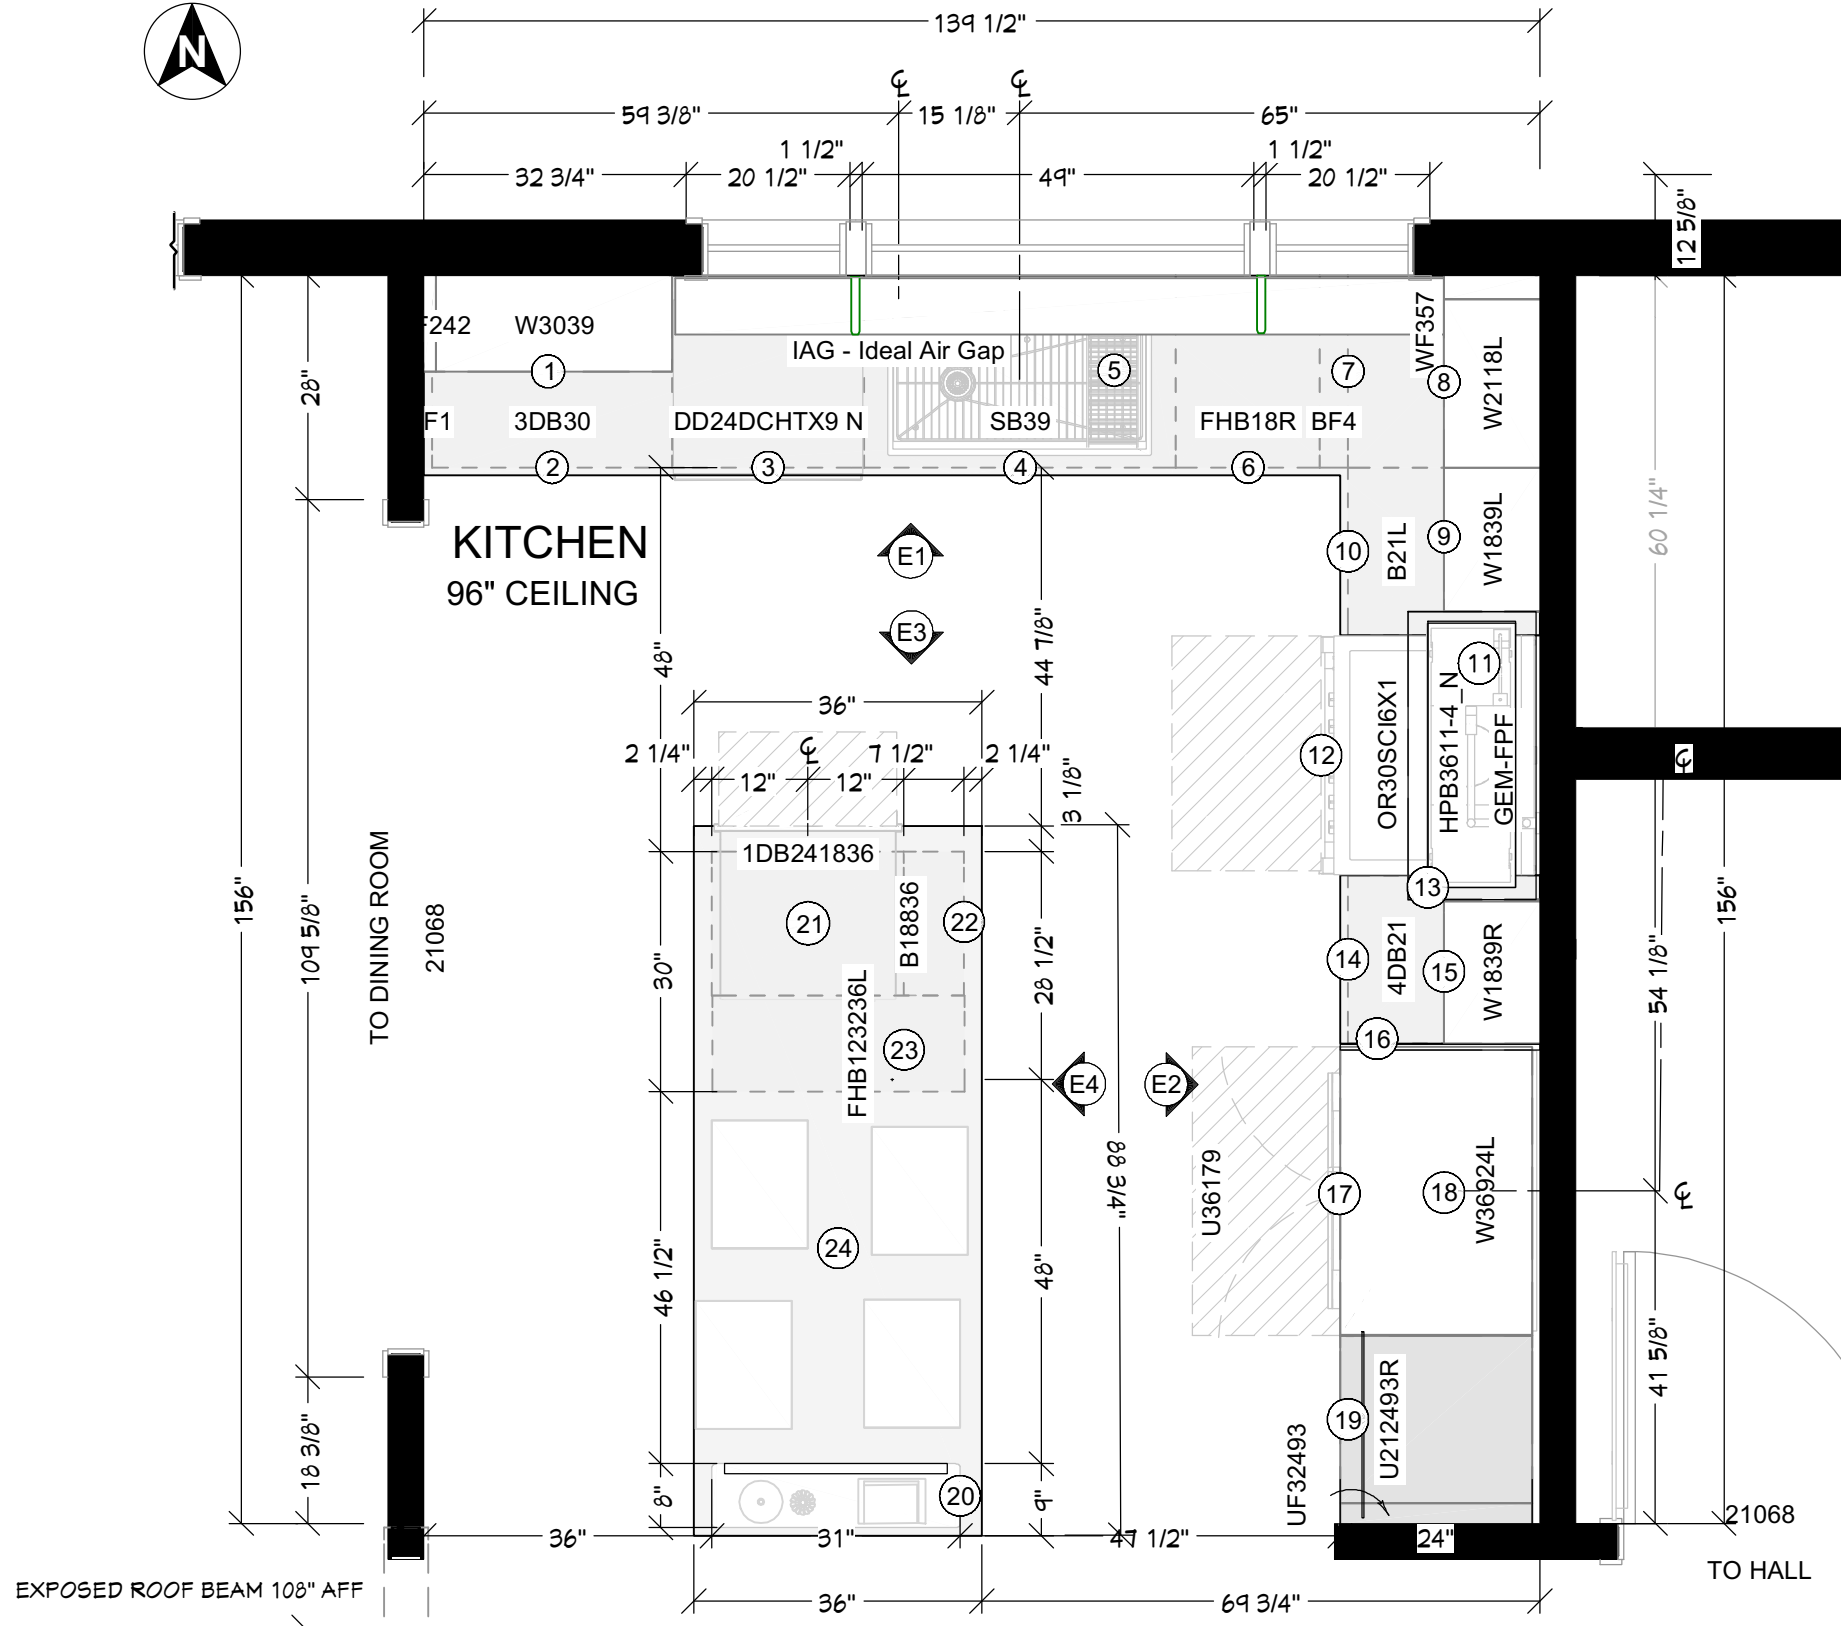 N
139 1/2"
℄ ℄
59 3/8" 15 1/8" 65"
1 1/2" 1 1/2"
32 3/4" 20 1/2" 49" 20 1/2"
12 5/8"
W3039
WF357
W2118L
IAG - Ideal Air Gap
1 5 7 8
28"
F1 3DB30 DD24DCHTX9 N SB39 FHB18R BF4
2 3 4 6
KITCHEN
96" CEILING
E1
E3
10 B21L 9 W1839L
60 1/4"
48"
44 7/8"
36"
11
OR30SCI6X1
HPB3611-4_N
GEM-FPF
12
2 1/4" ℄ 7 1/2" 2 1/4"
12" 12"
3 1/8"
℄
1DB241836
13
21 B18836 22
TO DINING ROOM
21068
156"
109 5/8"
30"
28 1/2"
14 4DB21 15 W1839R
54 1/8"
156"
FHB123236L
23
16
E4 E2
88 3/4"
U36179
17 18 W36924L
℄
24
46 1/2"
48"
41 5/8"
19 U212493R
UF32493
18 3/8"
8"
20
9"
21068
36" 31" 47 1/2" 24"
TO HALL
EXPOSED ROOF BEAM 108" AFF
36" 69 3/4"